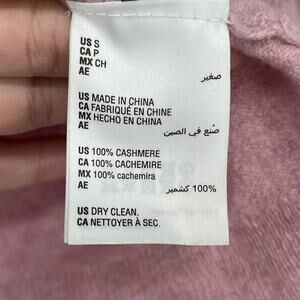 US S
CA P
MX CH
AE صغير
US MADE IN CHINA
CA FABRIQUÉ EN CHINE
MX HECHO EN CHINA
AE صُنع في الصين
US 100% CASHMERE
CA 100% CACHEMIRE
MX 100% cachemira
AE 100% كشمير
US DRY CLEAN.
CA NETTOYER À SEC.